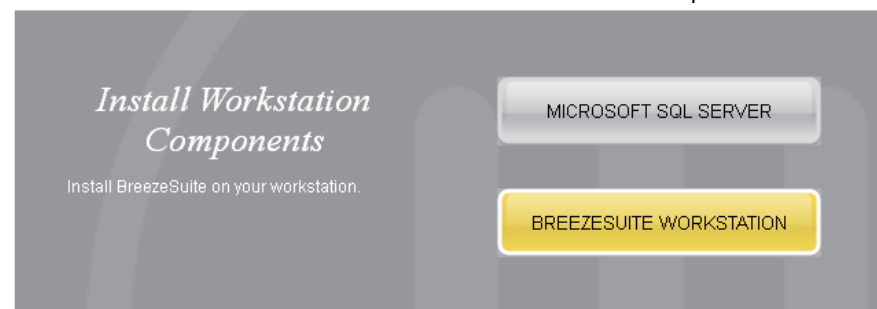 Install Workstation
Components
Install BreezeSuite on your workstation.
MICROSOFT SQL SERVER
BREEZESUITE WORKSTATION